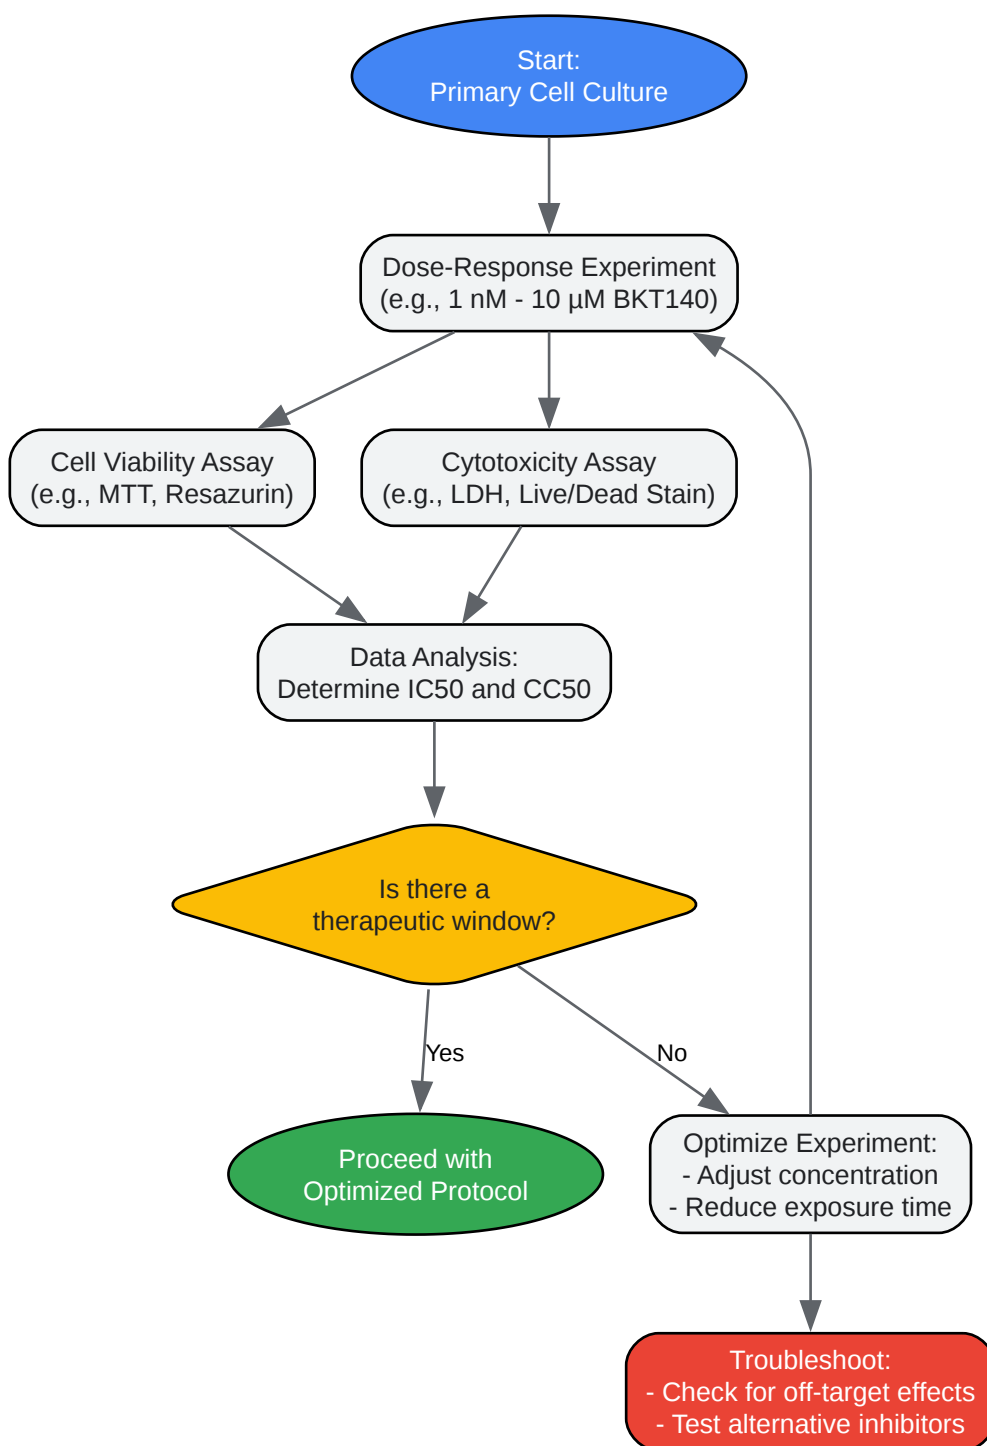 Start:
Primary Cell Culture
Dose-Response Experiment
(e.g., 1 nM - 10 µM BKT140)
Cell Viability Assay
(e.g., MTT, Resazurin)
Cytotoxicity Assay
(e.g., LDH, Live/Dead Stain)
Data Analysis:
Determine IC50 and CC50
Is there a
therapeutic window?
Yes
No
Proceed with
Optimized Protocol
Optimize Experiment:
- Adjust concentration
- Reduce exposure time
Troubleshoot:
- Check for off-target effects
- Test alternative inhibitors